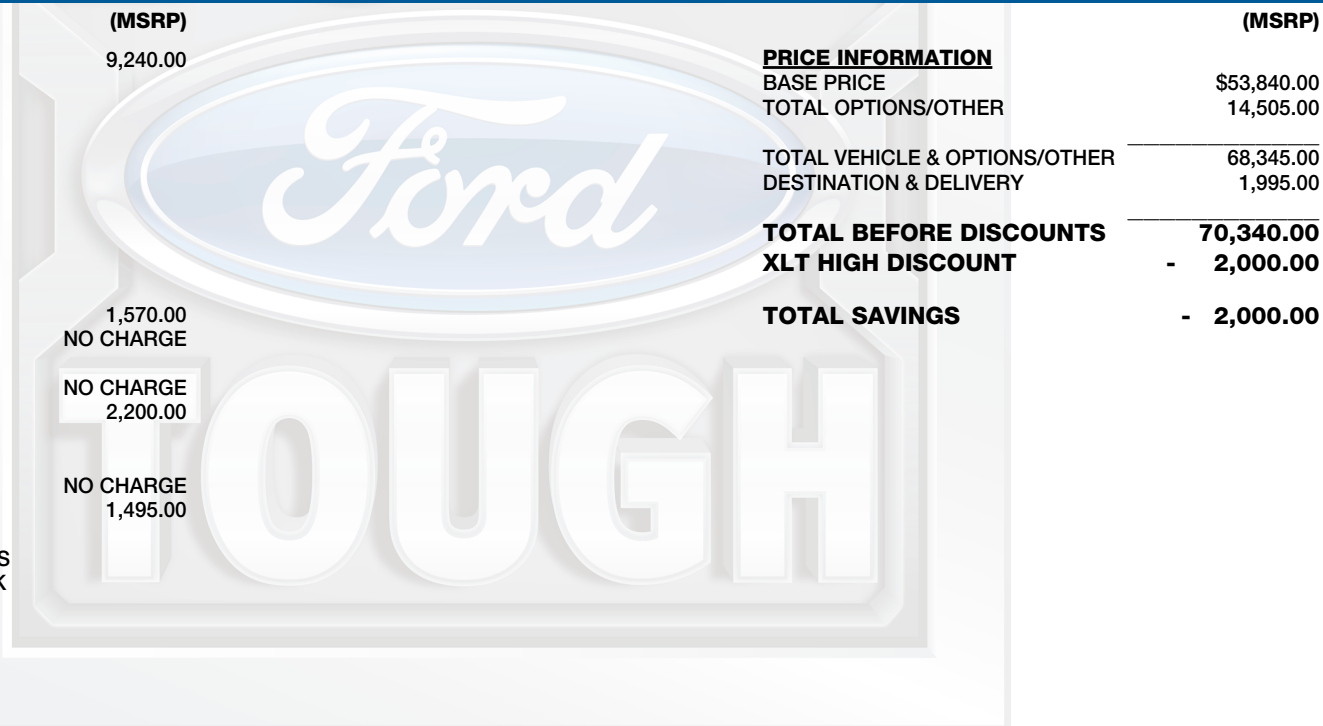 (MSRP)
9,240.00
1,570.00
NO CHARGE
NO CHARGE
2,200.00
NO CHARGE
1,495.00
S
K
(MSRP)
PRICE INFORMATION
BASE PRICE $53,840.00
TOTAL OPTIONS/OTHER 14,505.00
TOTAL VEHICLE & OPTIONS/OTHER 68,345.00
DESTINATION & DELIVERY 1,995.00
TOTAL BEFORE DISCOUNTS 70,340.00
XLT HIGH DISCOUNT - 2,000.00
TOTAL SAVINGS - 2,000.00
Ford
TOUGH